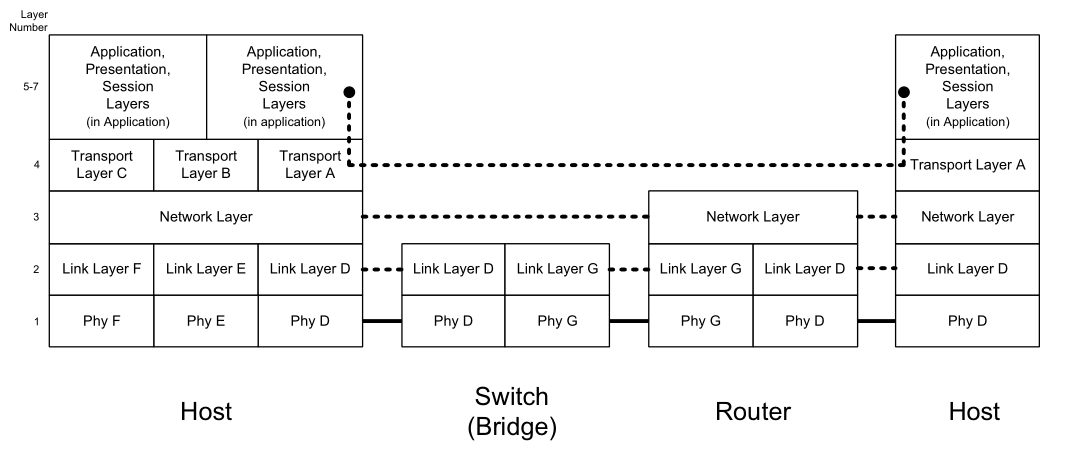 Layer
Number
Application,
Presentation,
Session
Layers
(in Application)
Application,
Presentation,
Session
Layers
(in application)
Application,
Presentation,
Session
Layers
(in Application)
5-7
4
Transport
Layer C
Transport
Layer B
Transport
Layer A
Transport Layer A
3
Network Layer
Network Layer
Network Layer
2
Link Layer F
Link Layer E
Link Layer D
Link Layer D
Link Layer G
Link Layer G
Link Layer D
Link Layer D
1
Phy F
Phy E
Phy D
Phy D
Phy G
Phy G
Phy D
Phy D
Host
Switch
(Bridge)
Router
Host